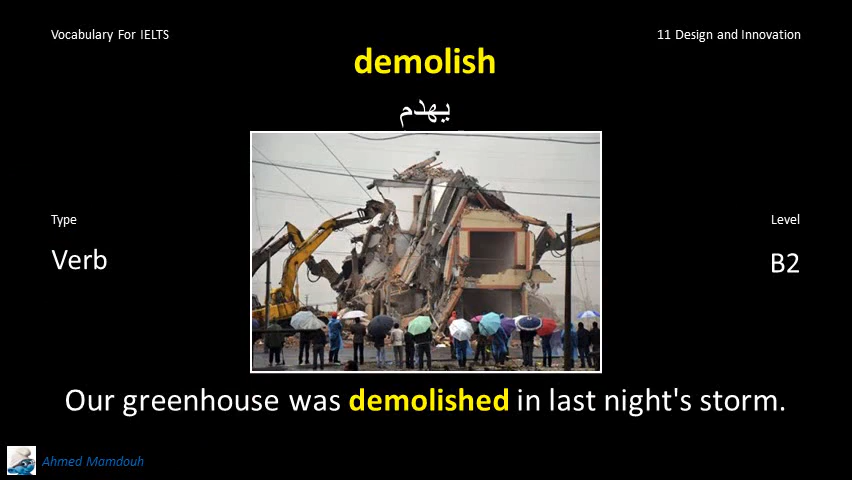 Vocabulary For IELTS
11 Design and Innovation
demolish
يهدم
Type
Level
Verb
B2
Our greenhouse was demolished in last night's storm.
Ahmed Mamdouh